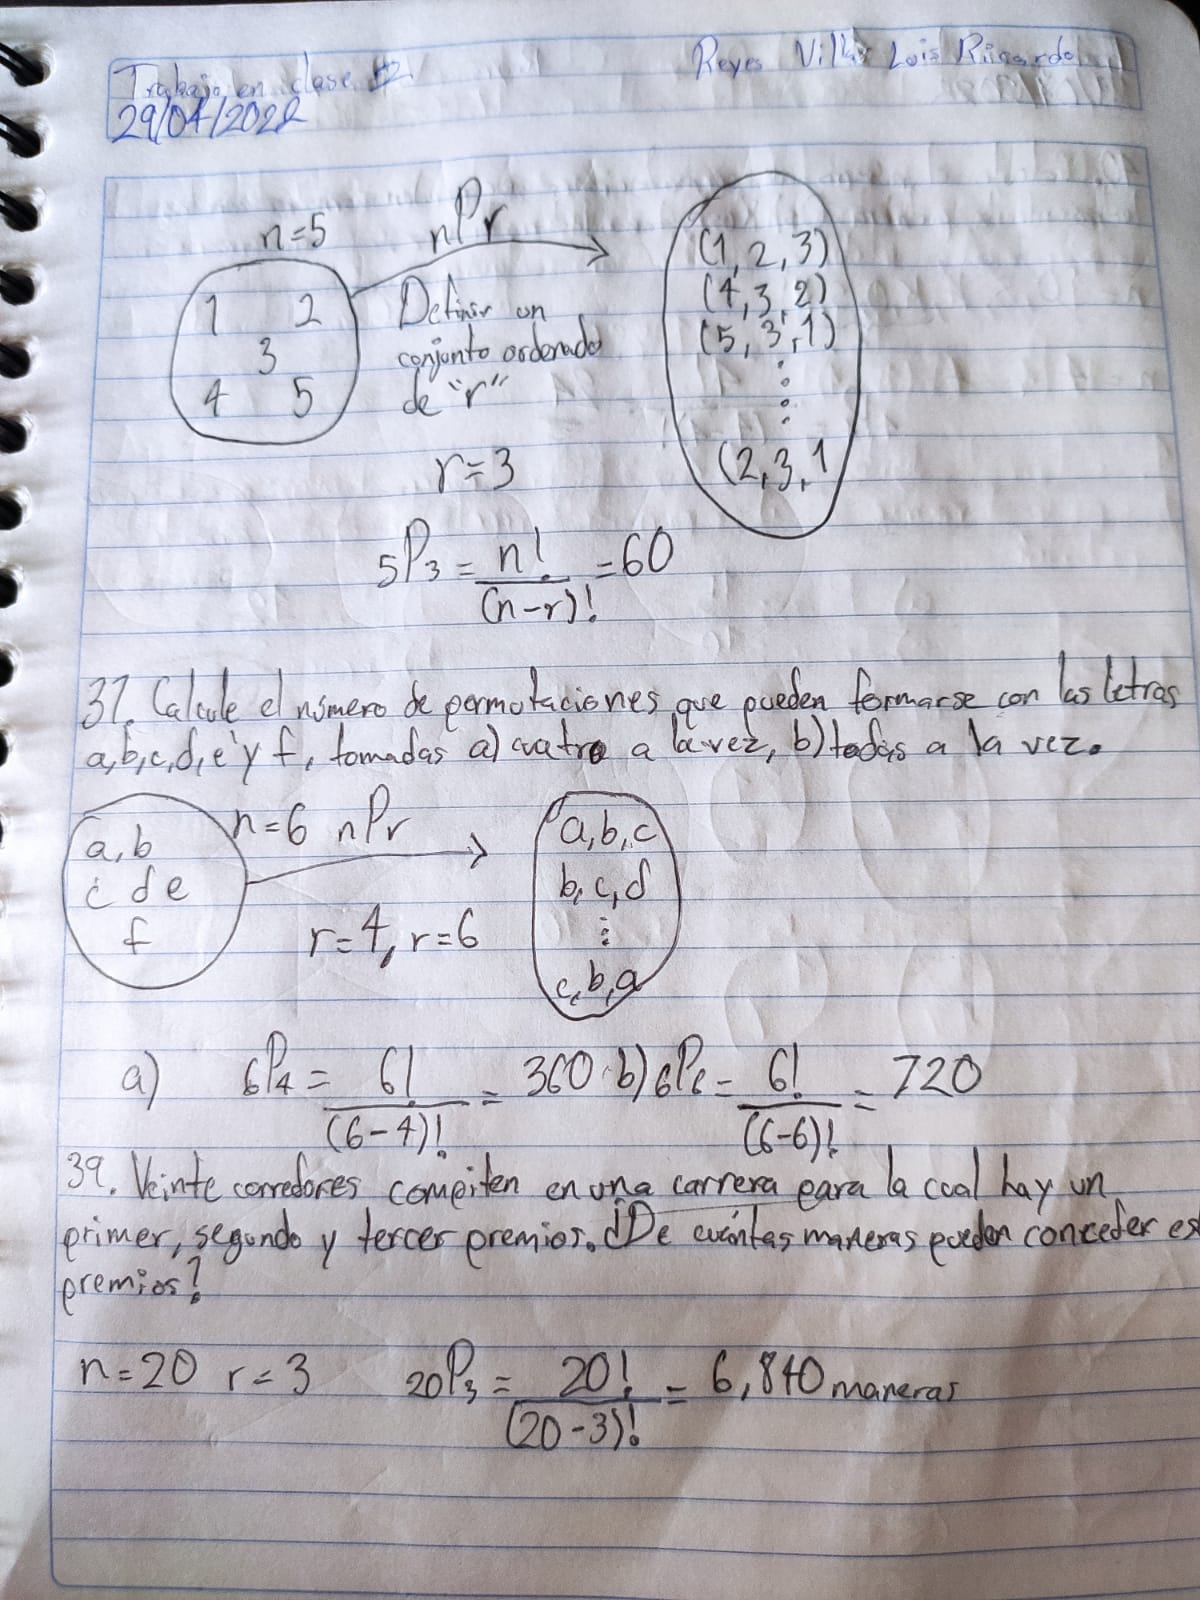 Trabajo en clase 12
Reyes Villar Luis Ricardo
29/04/2022
n=5
nPr
1 2
3
4 5
Definir un
conjunto ordenado
de "r"
r=3
(1,2,3)
(4,3,2)
(5,3,1)
(2,3,1
5P3 = n!/(n-r)! = 60
37. Calcule el número de permutaciones que pueden formarse con las letras
a,b,c,d,e y f, tomadas a) cuatro a la vez, b) todas a la vez.
a, b
c d e
f
n=6 nPr
r=4, r=6
a,b,c
b,c,d
c,b,a
a) 6P4 = 6!/(6-4)! = 360 b) 6P6 = 6!/(6-6)! = 720
39. Veinte corredores compiten en una carrera para la cual hay un
primer, segundo y tercer premios. ¿De cuántas maneras pueden conceder es
premios?
n=20 r=3 20P3 = 20!/(20-3)! = 6,840 maneras